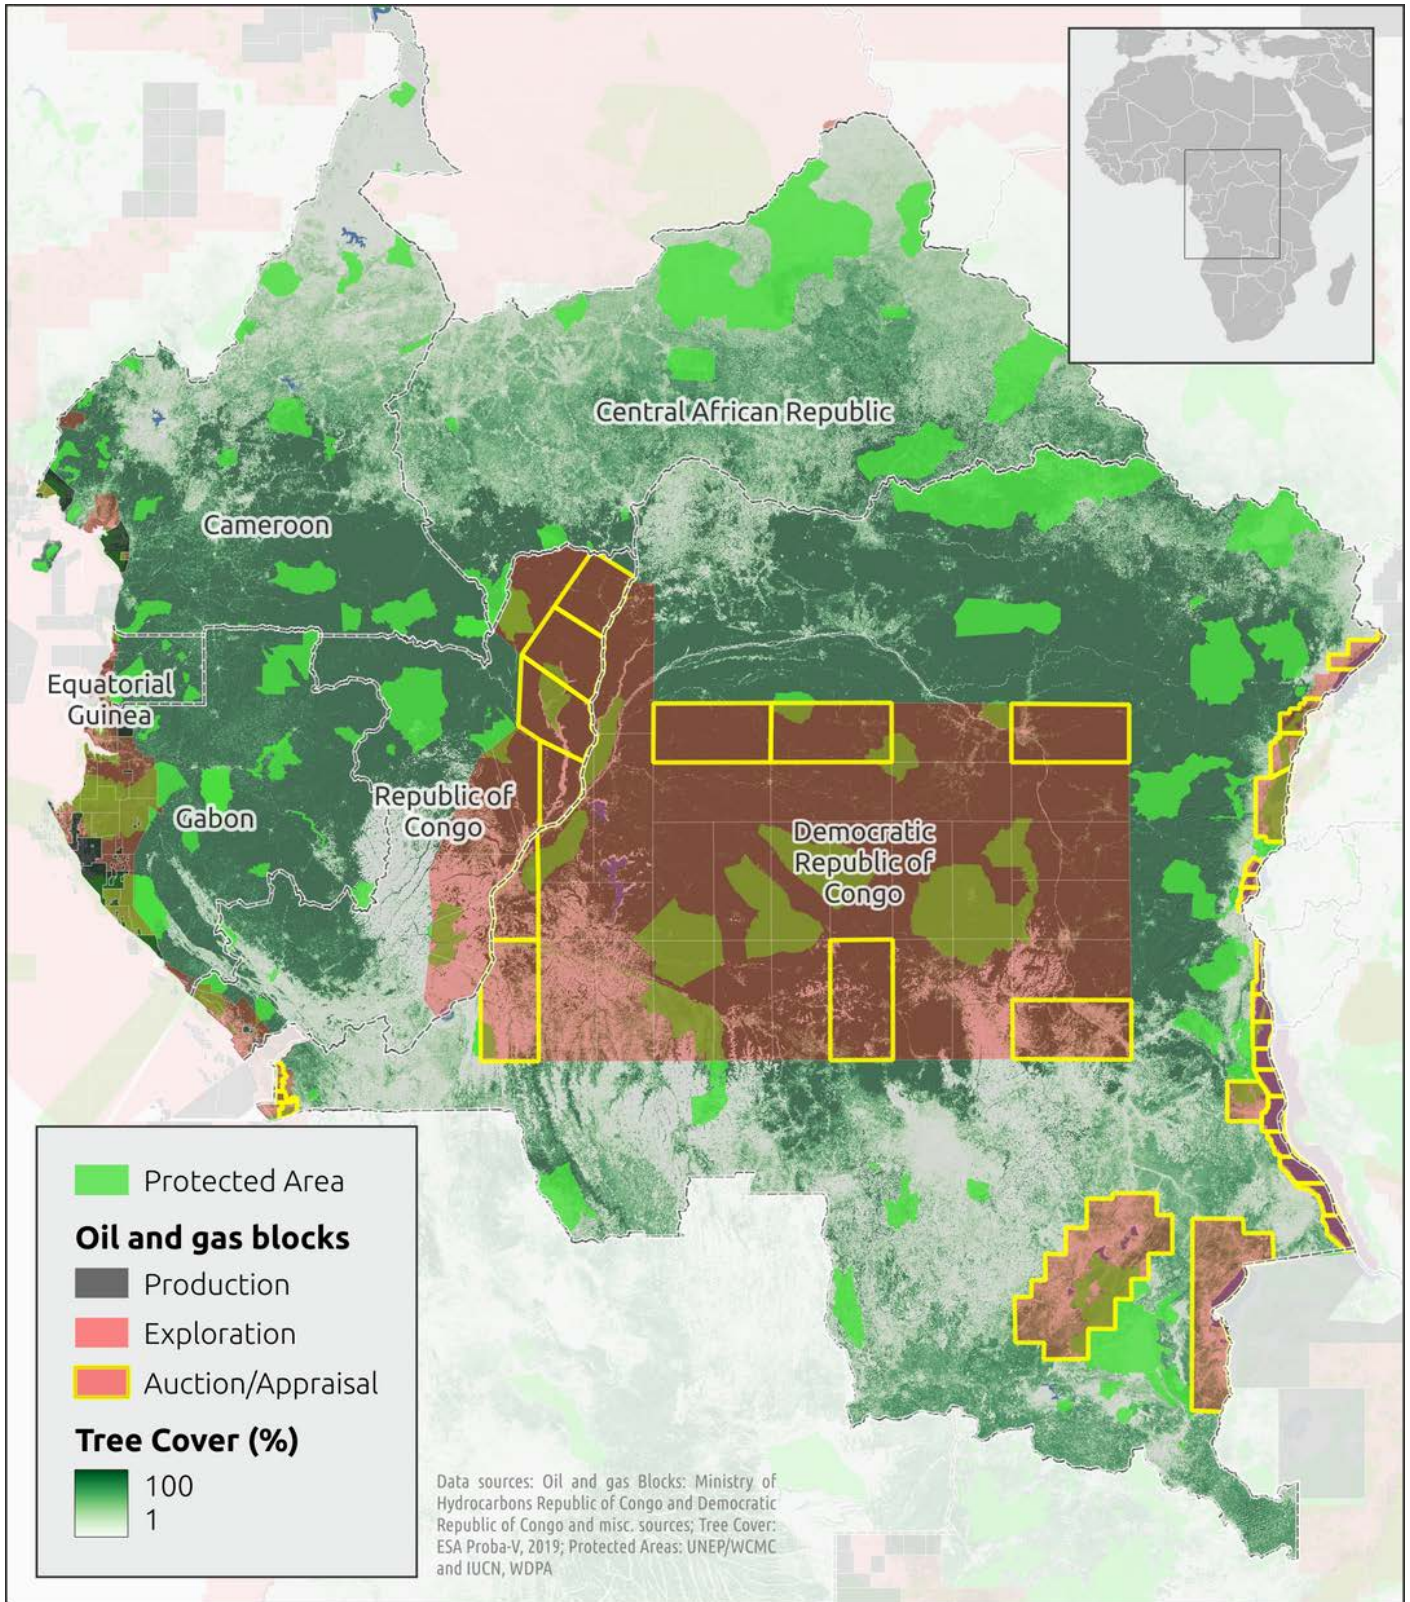 Central African Republic
Cameroon
Equatorial
Guinea
Gabon
Republic of
Congo
Democratic
Republic of
Congo
Protected Area
Oil and gas blocks
Production
Exploration
Auction/Appraisal
Tree Cover (%)
100
1
Data sources: Oil and gas Blocks: Ministry of
Hydrocarbons Republic of Congo and Democratic
Republic of Congo and misc. sources; Tree Cover:
ESA Proba-V, 2019; Protected Areas: UNEP/WCMC
and IUCN, WDPA